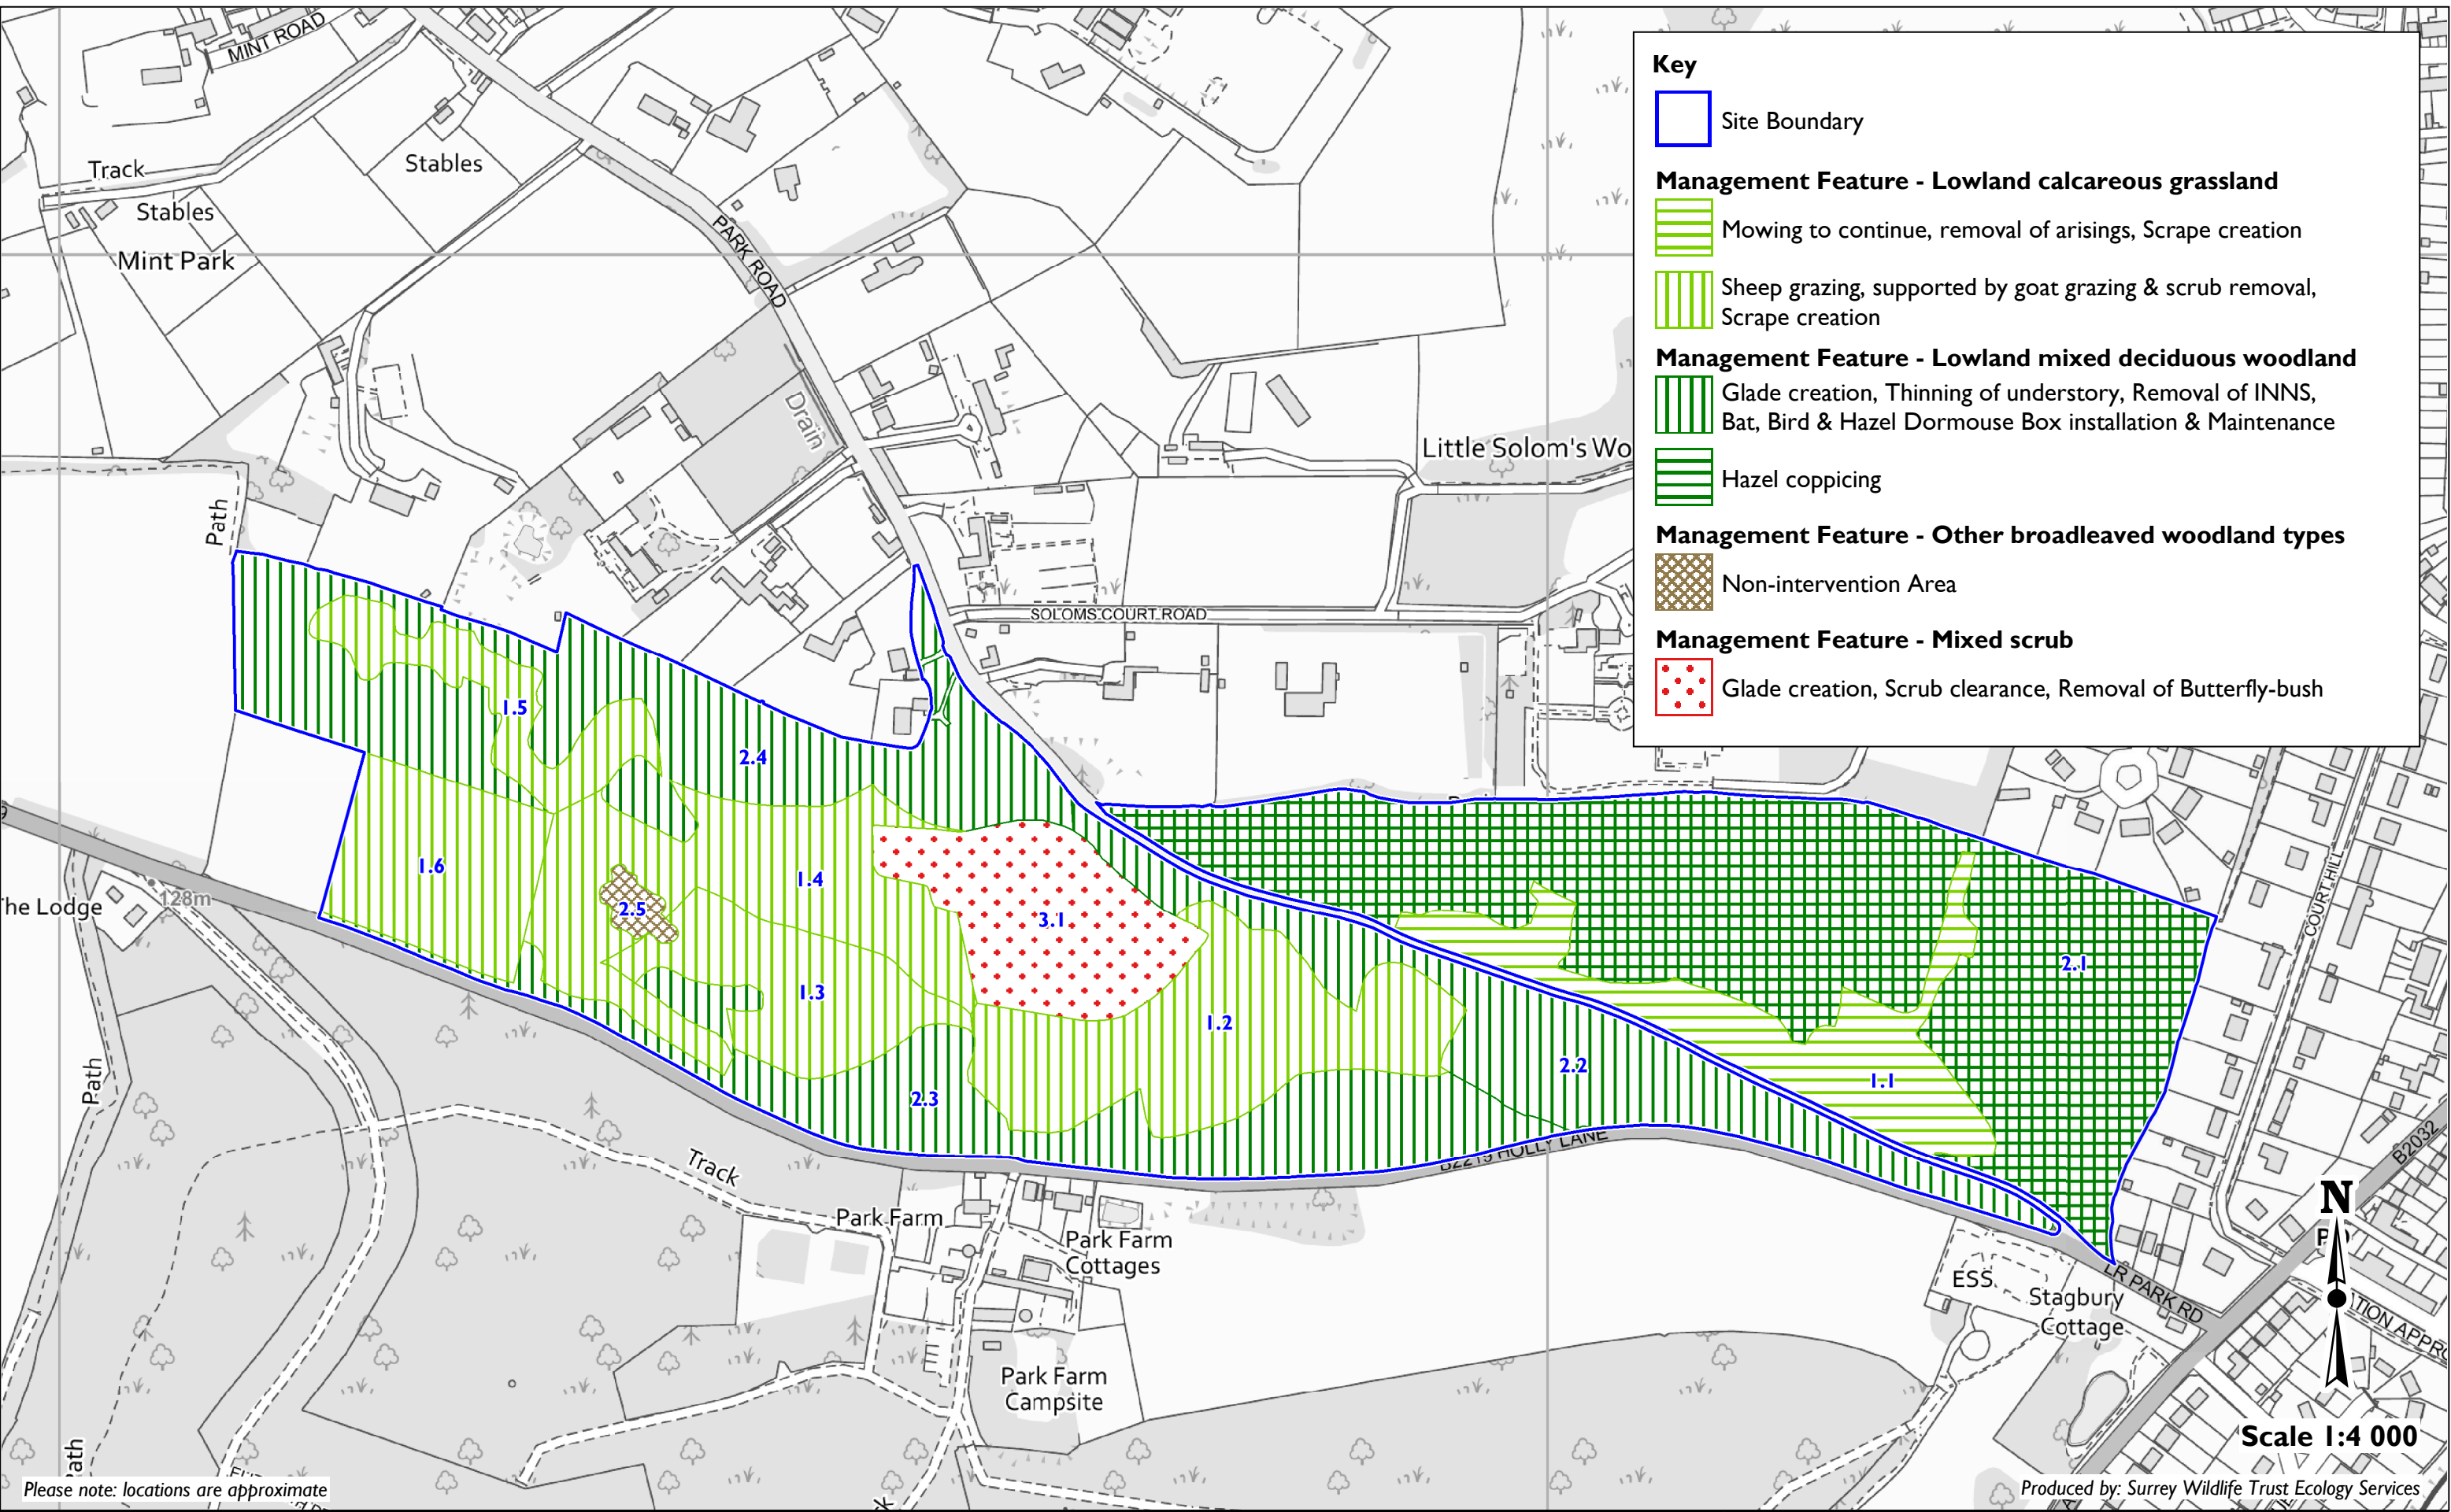 Key
Site Boundary
Management Feature - Lowland calcareous grassland
Mowing to continue, removal of arisings, Scrape creation
Sheep grazing, supported by goat grazing & scrub removal,
Scrape creation
Management Feature - Lowland mixed deciduous woodland
Glade creation, Thinning of understory, Removal of INNS,
Bat, Bird & Hazel Dormouse Box installation & Maintenance
Hazel coppicing
Management Feature - Other broadleaved woodland types
Non-intervention Area
Management Feature - Mixed scrub
Glade creation, Scrub clearance, Removal of Butterfly-bush
MINT ROAD
Track
Stables
Stables
Mint Park
PARK ROAD
Drain
Little Solom's Wo
Path
SOLOMS COURT ROAD
1.5
2.4
1.6
1.4
2.5
3.1
1.3
1.2
2.3
2.2
1.1
2.1
The Lodge
128m
COURT HILL
Path
B2219 HOLLY LANE
B2032
Track
N
Park Farm
Park Farm
Cottages
ESS
Stagbury
Cottage
LR PARK RD
ATION APPRO
Park Farm
Campsite
Path
Scale 1:4 000
Please note: locations are approximate
Produced by: Surrey Wildlife Trust Ecology Services